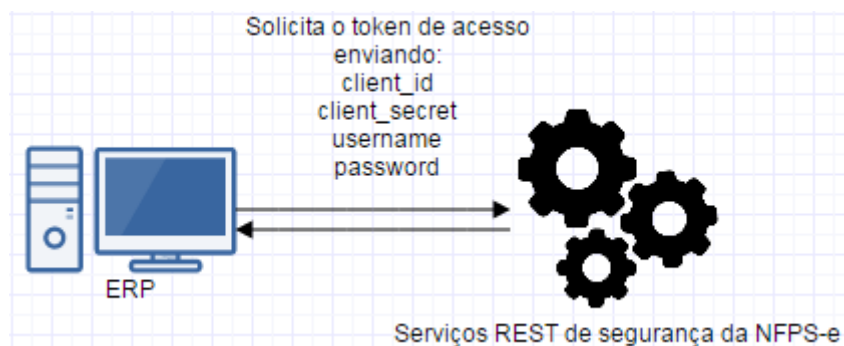 Solicita o token de acesso
enviando:
client_id
client_secret
username
password
ERP
Serviços REST de segurança da NFPS-e